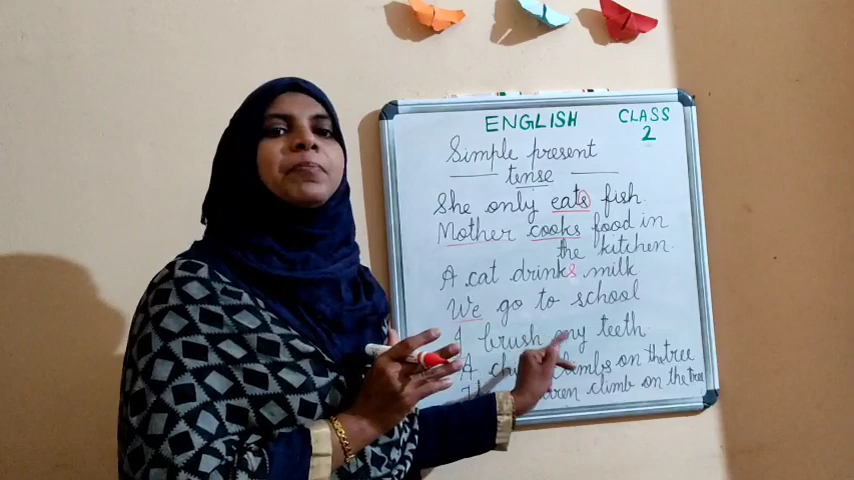 ENGLISH
CLASS
2
Simple present
tense
She only eats fish.
Mother cooks food in
the kitchen.
A cat drinks milk
We go to school
I brush my teeth.
A climbs on the tree
climb on the tree